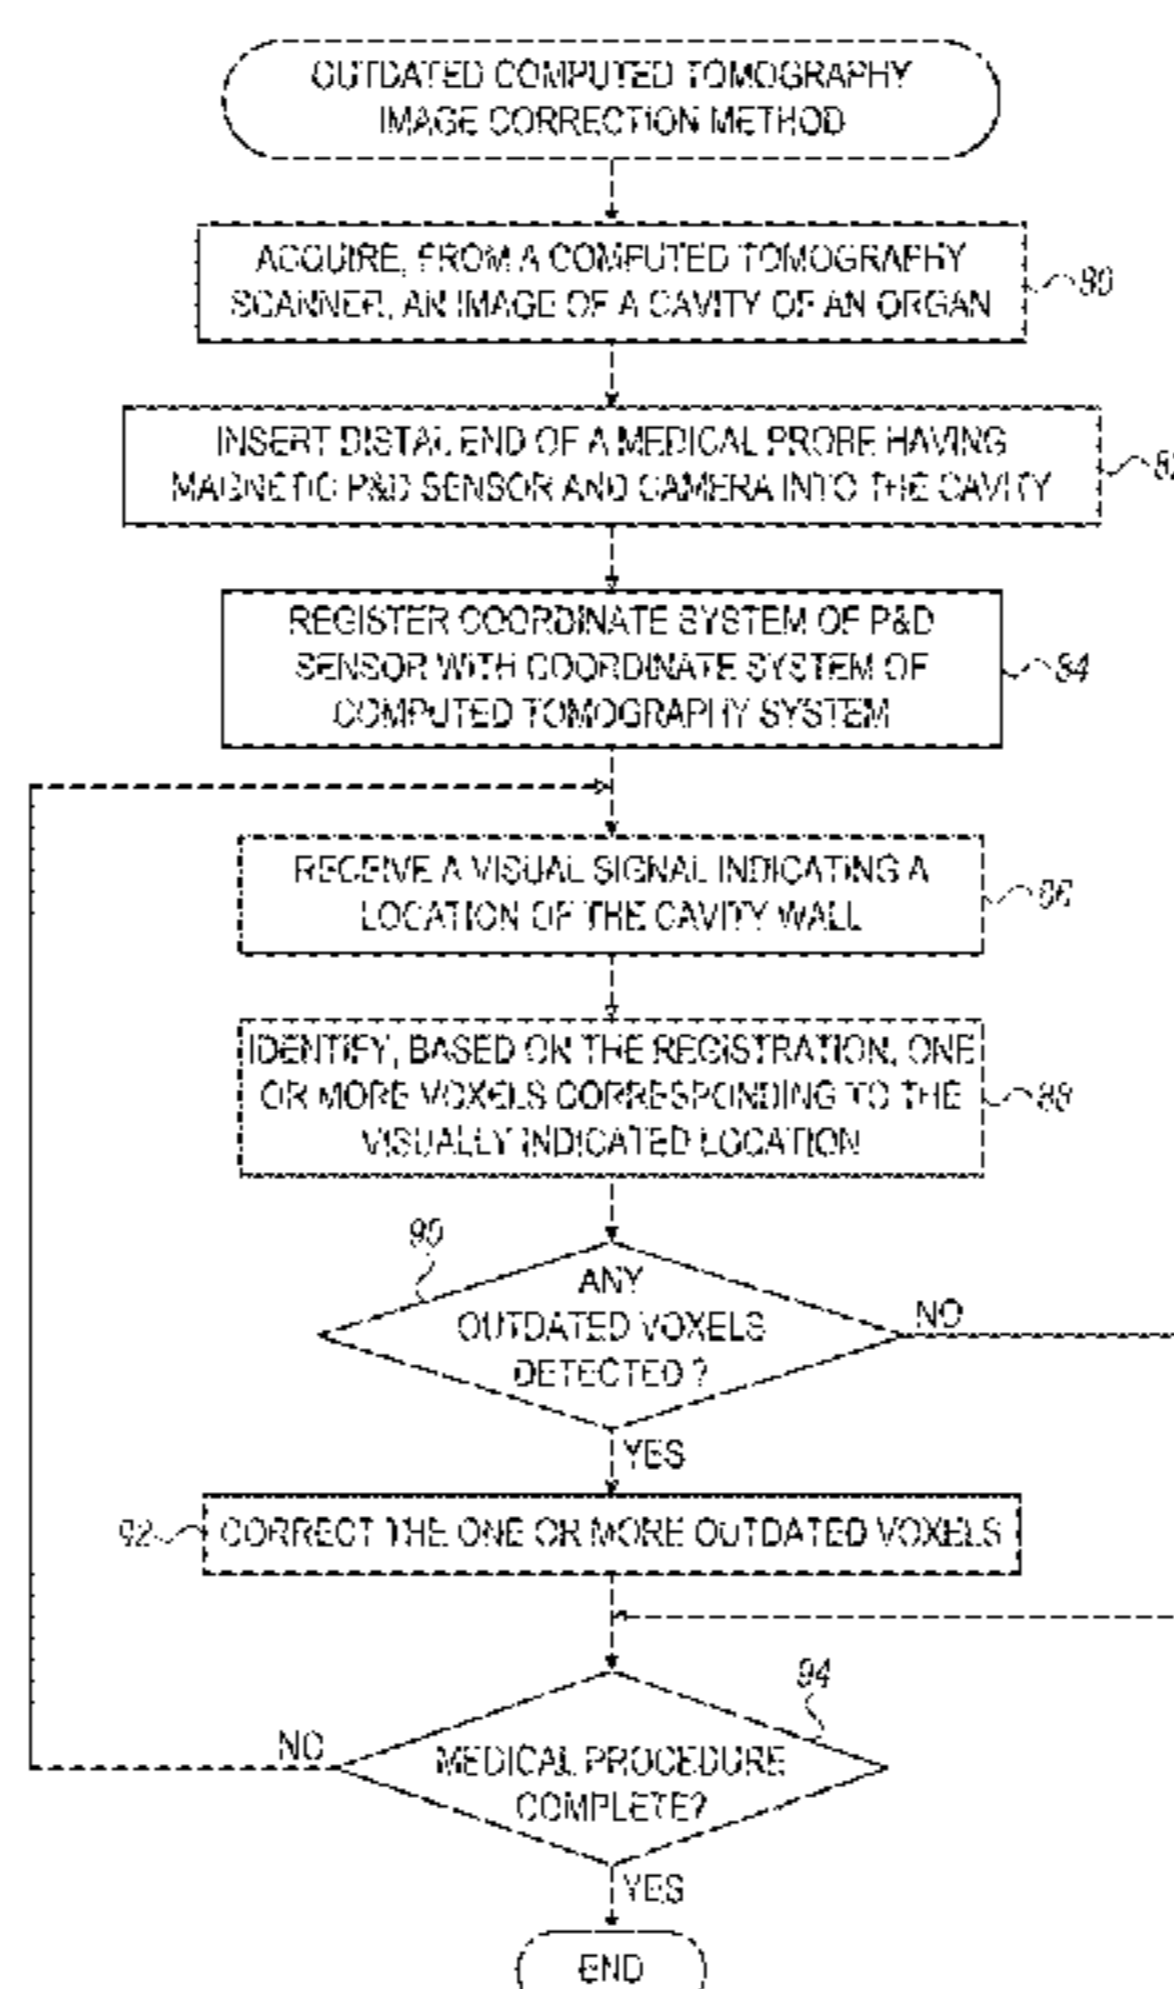 OUTDATED COMPUTED TOMOGRAPHY
IMAGE CORRECTION METHOD
ACQUIRE, FROM A COMPUTED TOMOGRAPHY
SCANNER, AN IMAGE OF A CAVITY OF AN ORGAN
80
INSERT DISTAL END OF A MEDICAL PROBE HAVING
MAGNETIC P&D SENSOR AND CAMERA INTO THE CAVITY
REGISTER COORDINATE SYSTEM OF P&D
SENSOR WITH COORDINATE SYSTEM OF
COMPUTED TOMOGRAPHY SYSTEM
84
RECEIVE A VISUAL SIGNAL INDICATING A
LOCATION OF THE CAVITY WALL
86
IDENTIFY, BASED ON THE REGISTRATION, ONE
OR MORE VOXELS CORRESPONDING TO THE
VISUALLY INDICATED LOCATION
88
90
ANY
OUTDATED VOXELS
DETECTED ?
NO
YES
92
CORRECT THE ONE OR MORE OUTDATED VOXELS
94
NO
MEDICAL PROCEDURE
COMPLETE?
YES
END